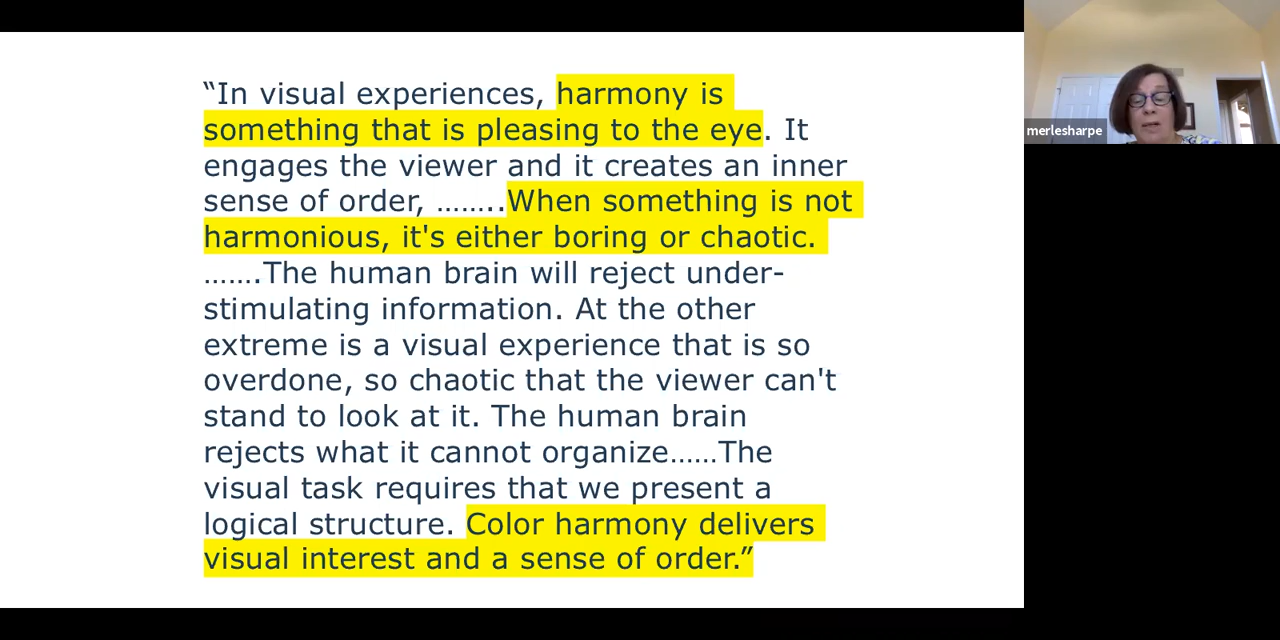 “In visual experiences, harmony is
something that is pleasing to the eye. It
engages the viewer and it creates an inner
sense of order, ……..When something is not
harmonious, it's either boring or chaotic.
…….The human brain will reject under-
stimulating information. At the other
extreme is a visual experience that is so
overdone, so chaotic that the viewer can't
stand to look at it. The human brain
rejects what it cannot organize……The
visual task requires that we present a
logical structure. Color harmony delivers
visual interest and a sense of order.”
merlesharpe